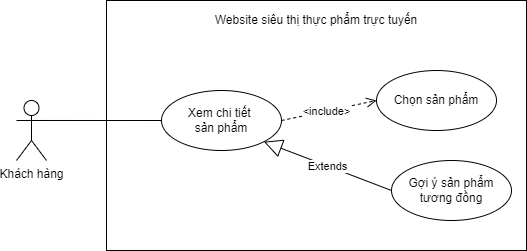 Website siêu thị thực phẩm trực tuyến
Xem chi tiết
sản phẩm
<include>
Chọn sản phẩm
Khách hàng
Extends
Gợi ý sản phẩm
tương đồng